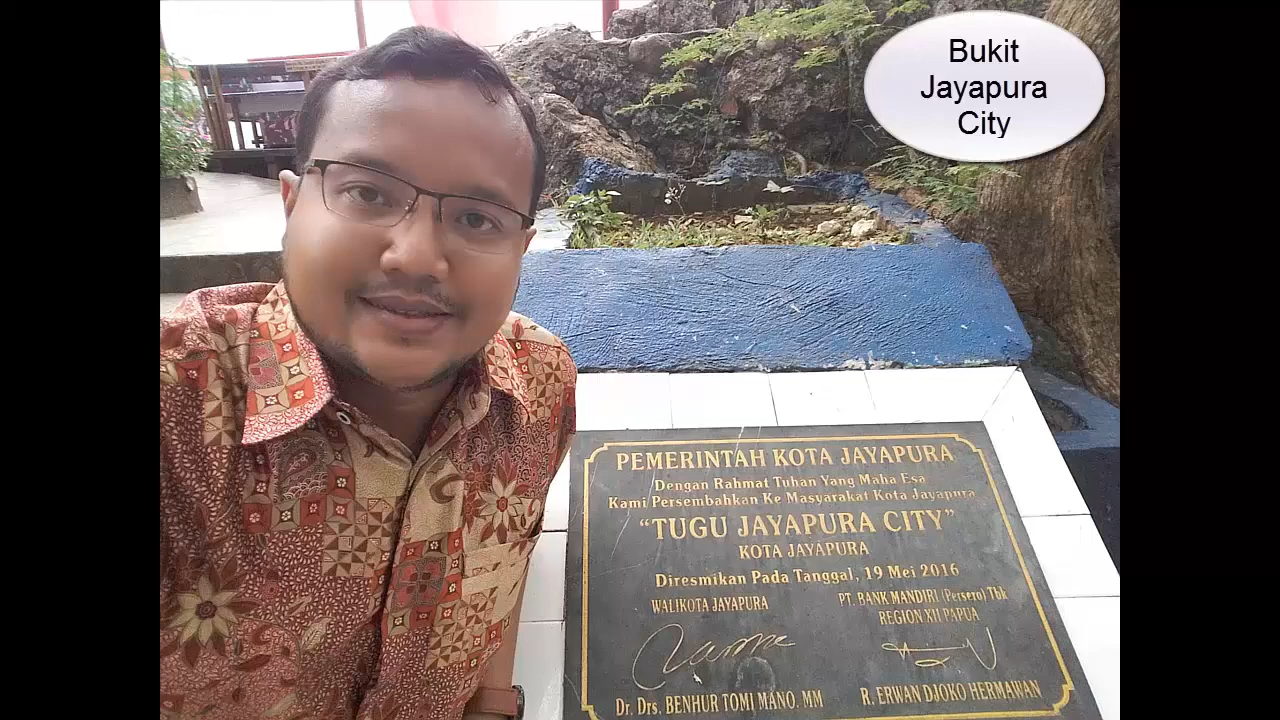 Bukit
Jayapura
City
PEMERINTAH KOTA JAYAPURA
Dengan Rahmat Tuhan Yang Maha Esa
Kami Persembahkan Ke Masyarakat Kota Jayapura
“TUGU JAYAPURA CITY”
KOTA JAYAPURA
Diresmikan Pada Tanggal, 19 Mei 2016
WALIKOTA JAYAPURA
PT. BANK MANDIRI (Persero) Tbk
REGION XII PAPUA
Dr. Drs. BENHUR TOMI MANO. MM
R. ERWAN DJOKO HERMAWAN